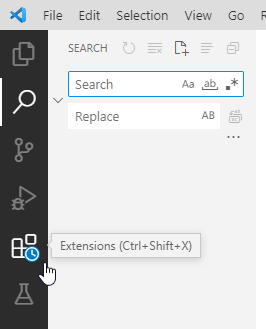 File Edit Selection View Go
SEARCH
Search Aa ab .*
Replace AB
...
Extensions (Ctrl+Shift+X)